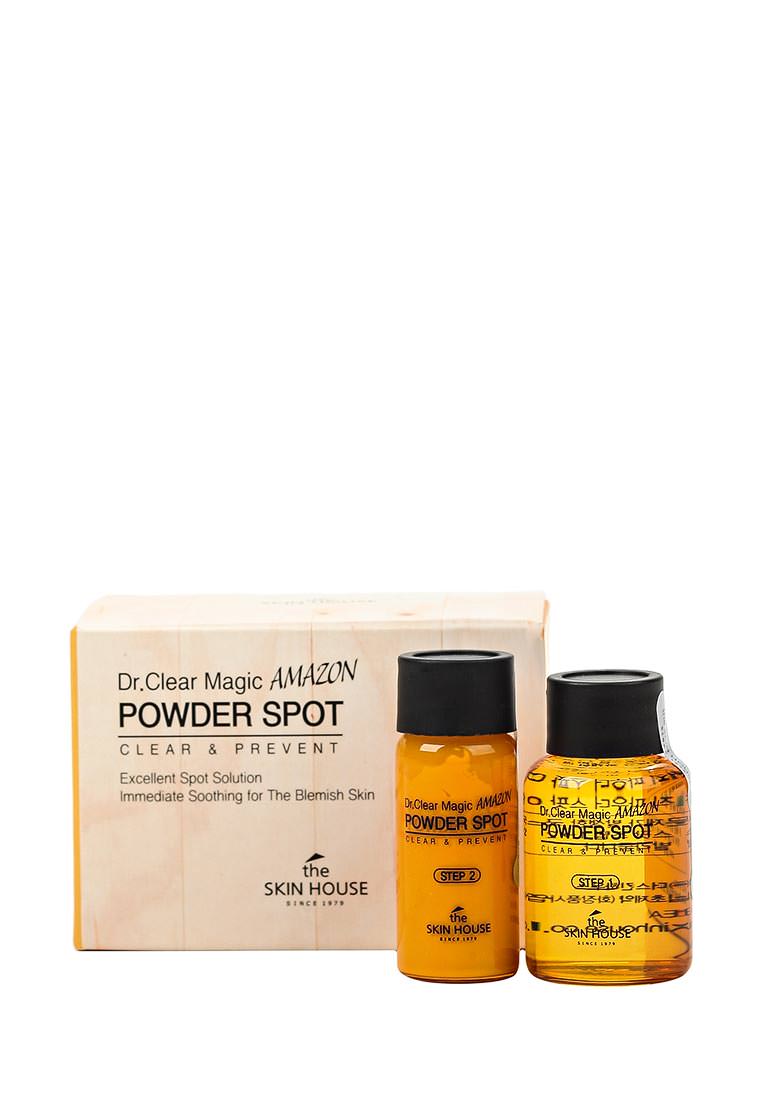 Dr.Clear Magic AMAZON
POWDER SPOT
CLEAR & PREVENT
Excellent Spot Solution
Immediate Soothing for The Blemish Skin
the
SKIN HOUSE
SINCE 1979
Dr.Clear Magic AMAZON
POWDER SPOT
CLEAR & PREVENT
STEP 2
the
SKIN HOUSE
SINCE 1979
Dr.Clear Magic AMAZON
POWDER SPOT
CLEAR & PREVENT
STEP 1
the
SKIN HOUSE
SINCE 1979